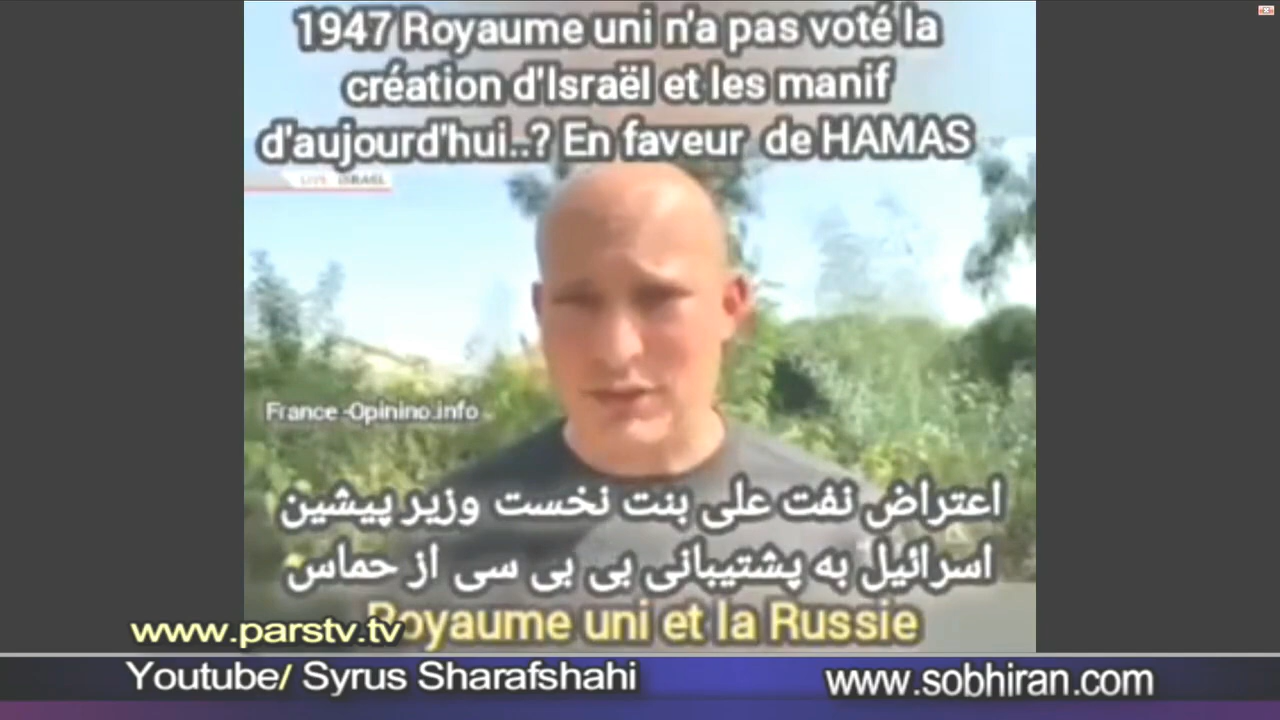 1947 Royaume uni n'a pas voté la
création d'Israël et les manif
d'aujourd'hui..? En faveur de HAMAS
LIVE ISRAEL
France -Opinino.info
اعتراض نفت علی بنت نخست وزیر پیشین
اسرائیل به پشتیبانی بی بی سی از حماس
Royaume uni et la Russie
www.parstv.tv
Youtube/ Syrus Sharafshahi
www.sobhiran.com